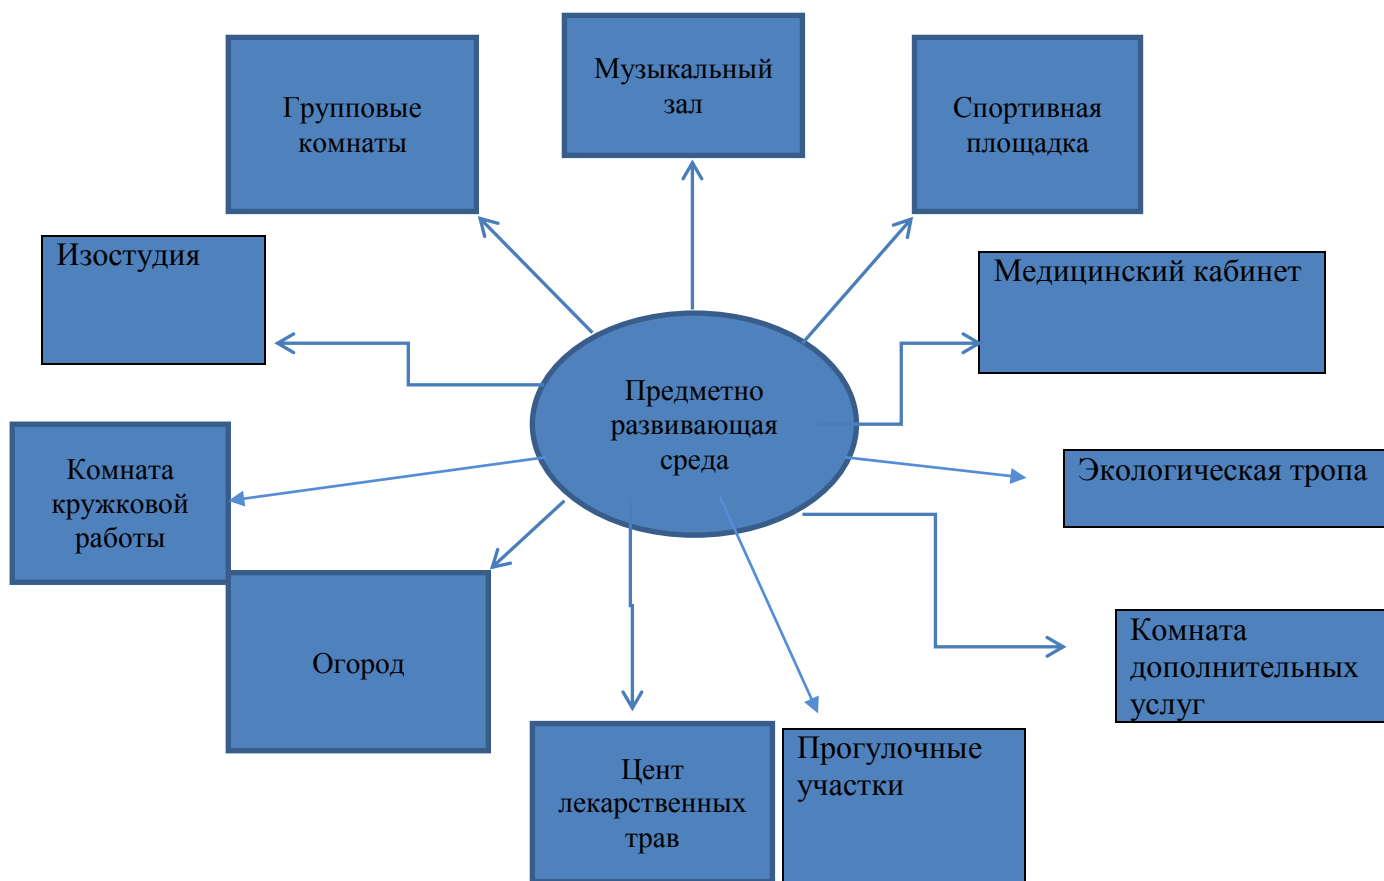 Групповые
комнаты
Музыкальный
зал
Спортивная
площадка
Изостудия
Медицинский кабинет
Предметно
развивающая
среда
Комната
кружковой
работы
Экологическая тропа
Огород
Комната
дополнительных
услуг
Цент
лекарственных
трав
Прогулочные
участки